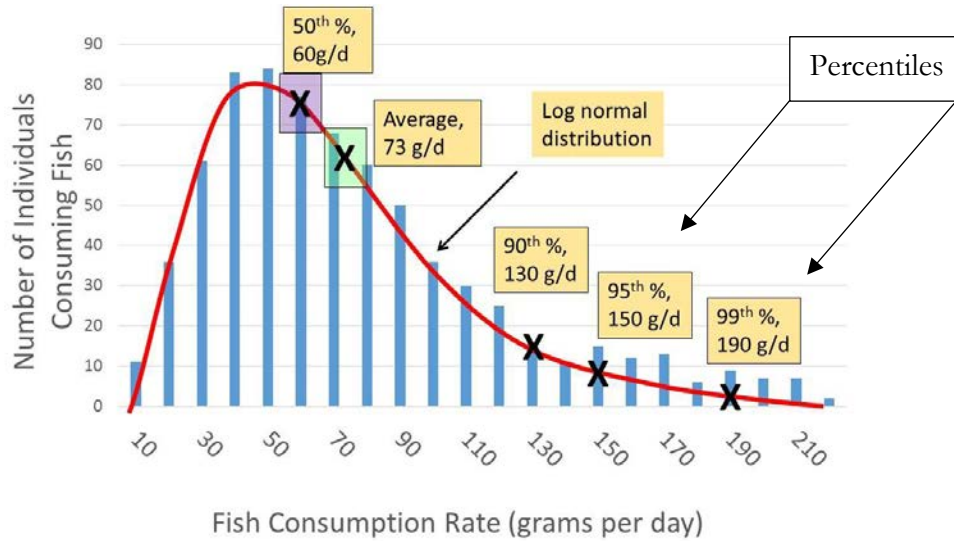 50th %,
60g/d
Percentiles
Average,
73 g/d
Log normal
distribution
90th %,
130 g/d
95th %,
150 g/d
99th %,
190 g/d
Number of Individuals
Consuming Fish
90
80
70
60
50
40
30
20
10
0
10
30
50
70
90
110
130
150
170
190
210
Fish Consumption Rate (grams per day)
X
X
X
X
X